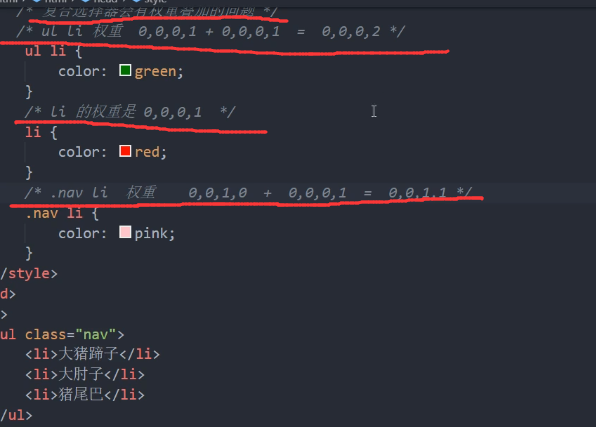 /* 复合选择器会有权重叠加的问题 */
/* ul li 权重 0,0,0,1 + 0,0,0,1 = 0,0,0,2 */
ul li {
color: green;
}
/* li 的权重是 0,0,0,1 */
li {
color: red;
}
/* .nav li 权重 0,0,1,0 + 0,0,0,1 = 0,0,1,1 */
.nav li {
color: pink;
}
/style>
d>
>
ul class="nav">
<li>大猪蹄子</li>
<li>大肘子</li>
<li>猪尾巴</li>
/ul>